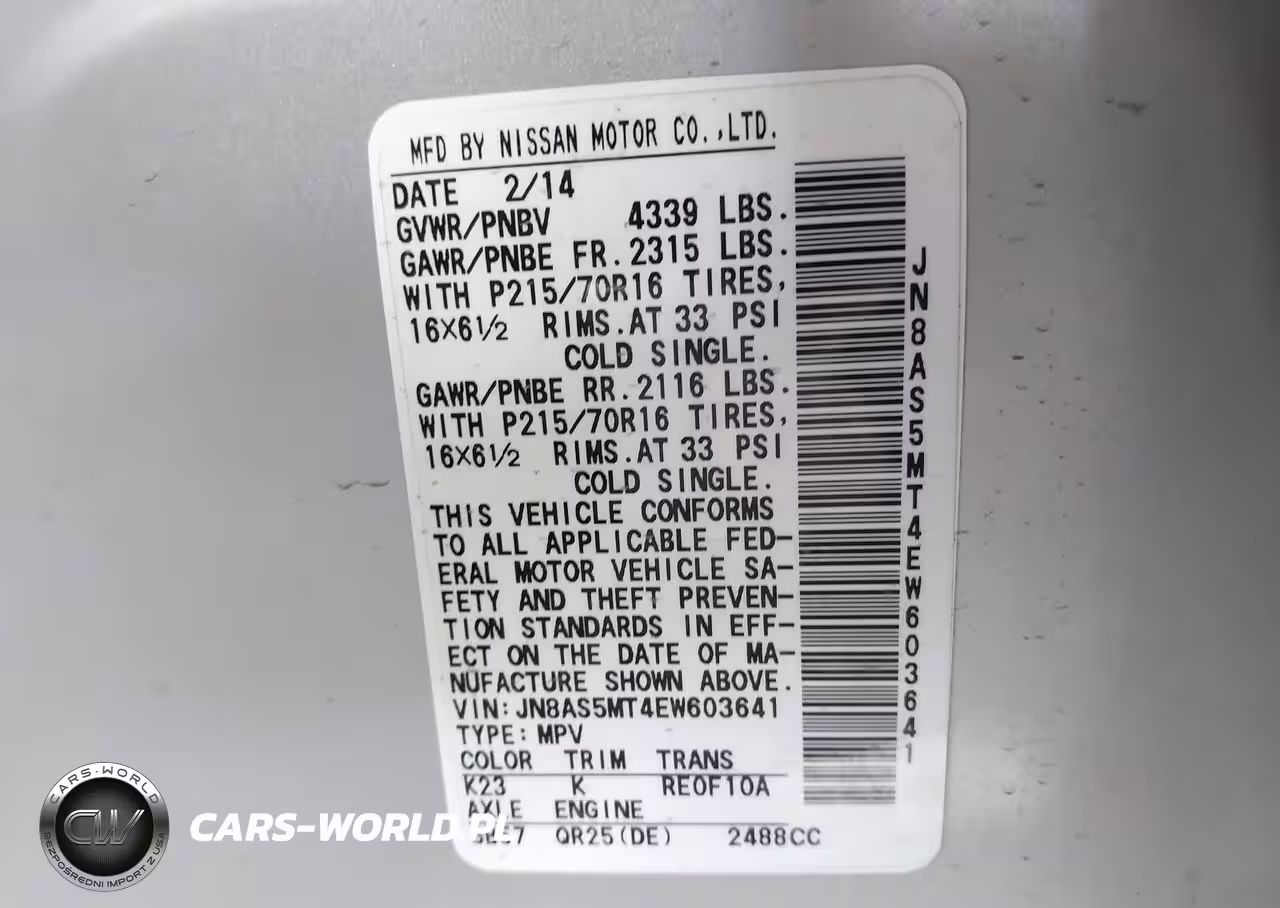 MFD BY NISSAN MOTOR CO.,LTD.
DATE 2/14
GVWR/PNBV 4339 LBS.
GAWR/PNBE FR.2315 LBS.
WITH P215/70R16 TIRES,
16X6½ RIMS.AT 33 PSI
COLD SINGLE.
GAWR/PNBE RR.2116 LBS.
WITH P215/70R16 TIRES,
16X6½ RIMS.AT 33 PSI
COLD SINGLE.
THIS VEHICLE CONFORMS
TO ALL APPLICABLE FED-
ERAL MOTOR VEHICLE SA-
FETY AND THEFT PREVEN-
TION STANDARDS IN EFF-
ECT ON THE DATE OF MA-
NUFACTURE SHOWN ABOVE.
VIN:JN8AS5MT4EW603641
TYPE:MPV
COLOR TRIM TRANS
K23 K RE0F10A
AXLE ENGINE
QR25(DE) 2488CC
JN8AS5MT4EW603641
CARS-WORLD
CW
BEZPOŚREDNI IMPORT Z USA
CARS-WORLD.PL